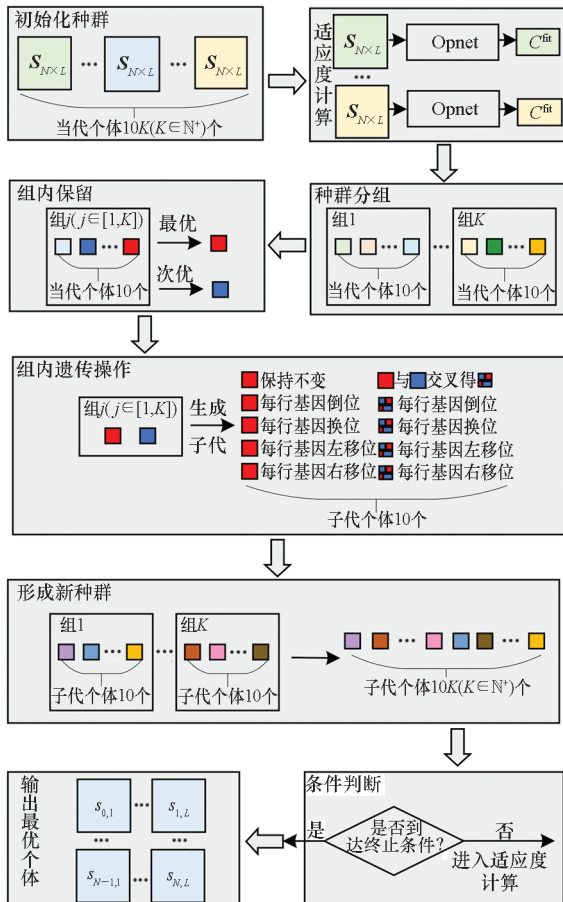 初始化种群
S_{N×L} ··· S_{N×L} ··· S_{N×L}
当代个体10K(K∈ℕ⁺)个
适应度计算
S_{N×L} Opnet C^{fit}
···
S_{N×L} Opnet C^{fit}
种群分组
组1
···
当代个体10个
···
组K
···
当代个体10个
组内保留
组j(j∈[1,K])
···
当代个体10个
最优
次优
组内遗传操作
组j(j∈[1,K])
生成
子代
保持不变
每行基因倒位
每行基因换位
每行基因左移位
每行基因右移位
与 交叉得
每行基因倒位
每行基因换位
每行基因左移位
每行基因右移位
子代个体10个
形成新种群
组1
···
子代个体10个
···
组K
···
子代个体10个
··· ···
子代个体10K(K∈ℕ⁺)个
条件判断
是否到
达终止条件?
是
否
进入适应度
计算
输出最优个体
s_{0,1} ··· s_{1,L}
··· ···
s_{N−1,1} ··· s_{N,L}